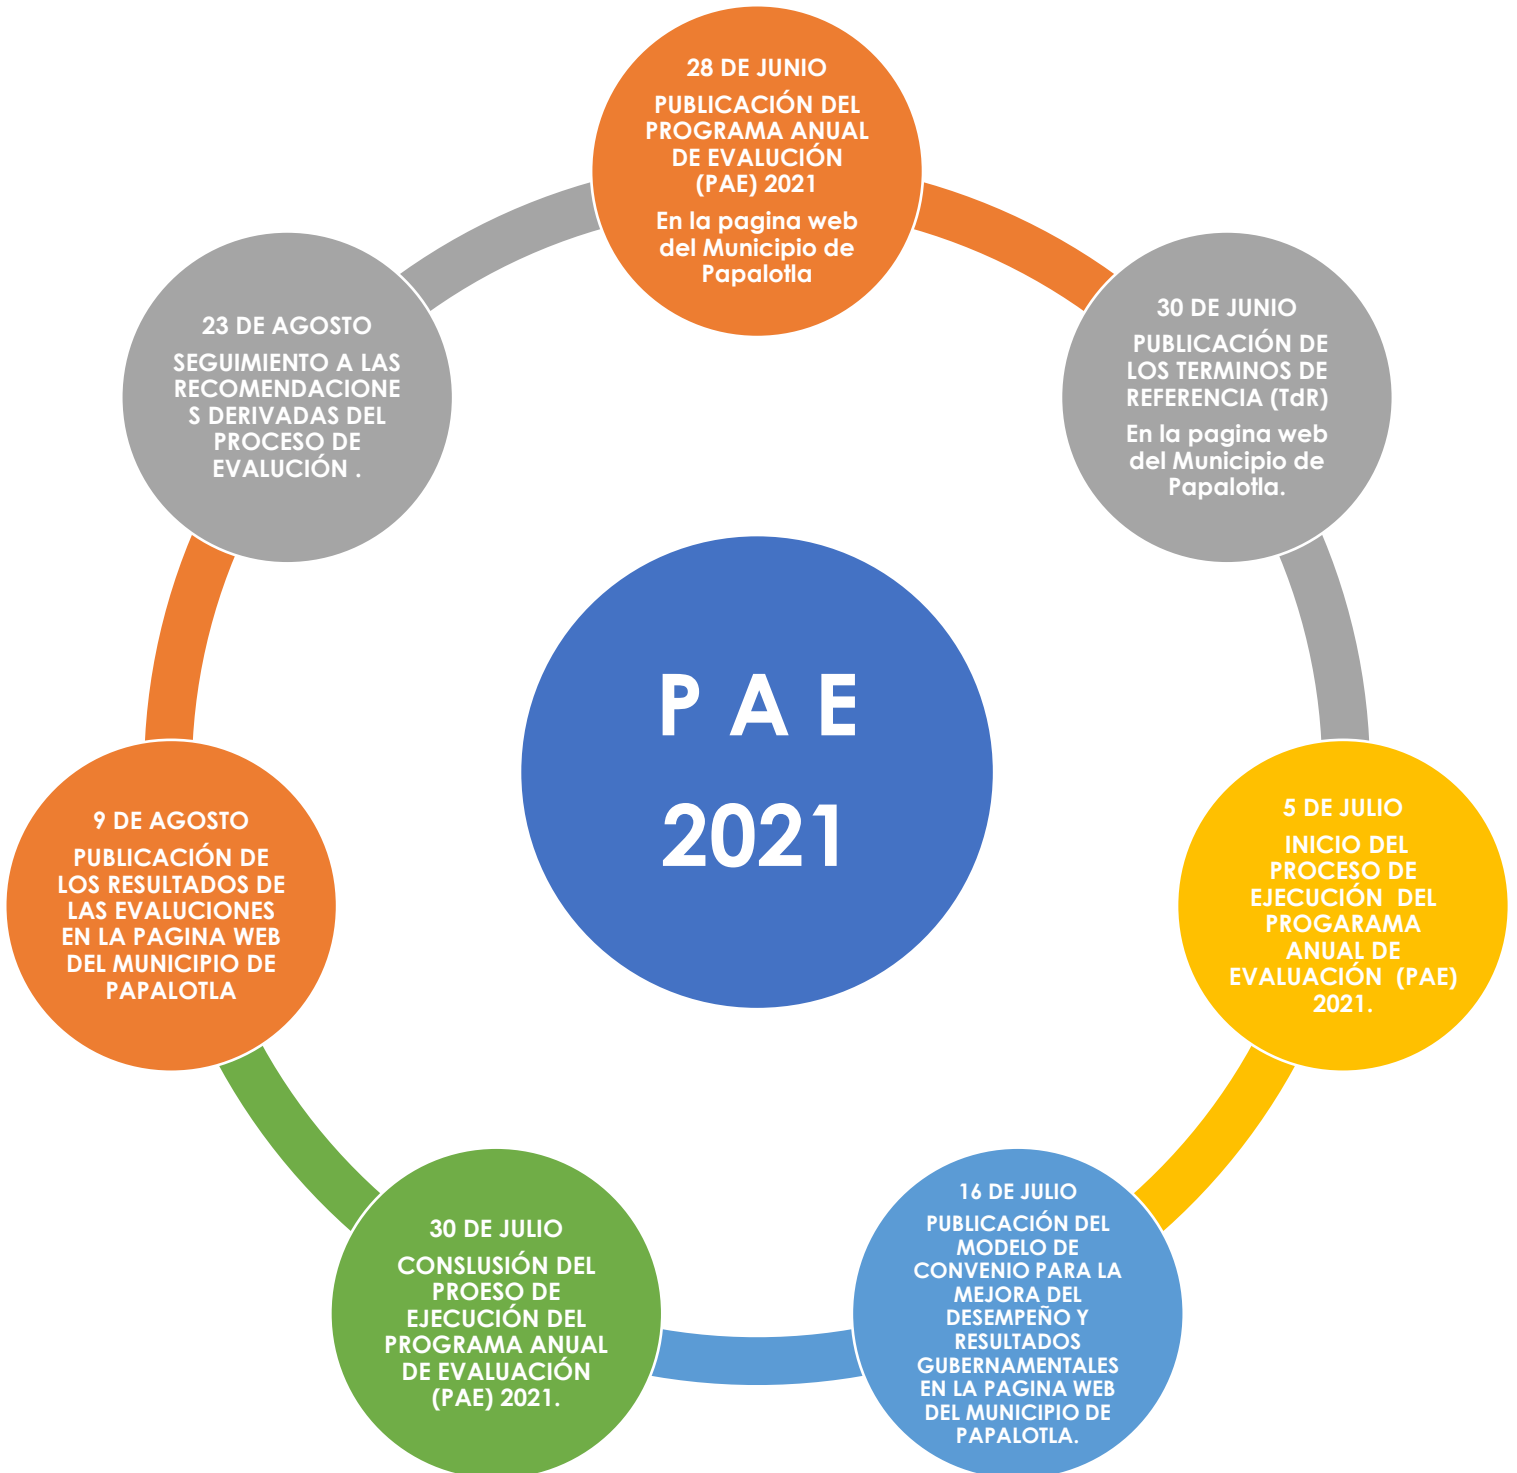 28 DE JUNIO
PUBLICACIÓN DEL
PROGRAMA ANUAL
DE EVALUCIÓN
(PAE) 2021
En la pagina web
del Municipio de
Papalotla
30 DE JUNIO
PUBLICACIÓN DE
LOS TERMINOS DE
REFERENCIA (TdR)
En la pagina web
del Municipio de
Papalotla.
5 DE JULIO
INICIO DEL
PROCESO DE
EJECUCIÓN DEL
PROGARAMA
ANUAL DE
EVALUACIÓN (PAE)
2021.
16 DE JULIO
PUBLICACIÓN DEL
MODELO DE
CONVENIO PARA LA
MEJORA DEL
DESEMPEÑO Y
RESULTADOS
GUBERNAMENTALES
EN LA PAGINA WEB
DEL MUNICIPIO DE
PAPALOTLA.
30 DE JULIO
CONSLUSIÓN DEL
PROESO DE
EJECUCIÓN DEL
PROGRAMA ANUAL
DE EVALUACIÓN
(PAE) 2021.
9 DE AGOSTO
PUBLICACIÓN DE
LOS RESULTADOS DE
LAS EVALUCIONES
EN LA PAGINA WEB
DEL MUNICIPIO DE
PAPALOTLA
23 DE AGOSTO
SEGUIMIENTO A LAS
RECOMENDACIONE
S DERIVADAS DEL
PROCESO DE
EVALUCIÓN .
P A E
2021